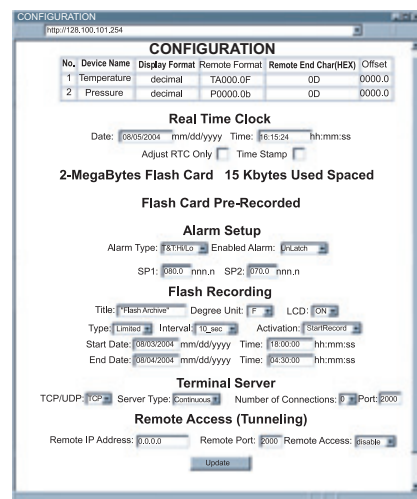 CONFIGURATION
http://128,100,101,254
CONFIGURATION
No. Device Name Display Format Remote Format Remote End Char(HEX) Offset
1 Temperature decimal TA000.0F 0D 0000.0
2 Pressure decimal P0000.0b 0D 0000.0
Real Time Clock
Date: 08/05/2004 mm/dd/yyyy Time: 16:15:24 hh:mm:ss
Adjust RTC Only Time Stamp
2-MegaBytes Flash Card 15 Kbytes Used Spaced
Flash Card Pre-Recorded
Alarm Setup
Alarm Type: T&T:Hi/Lo Enabled Alarm: UnLatch
SP1: 080.0 nnn.n SP2: 070.0 nnn.n
Flash Recording
Title: "Flash Archive" Degree Unit: F LCD: ON
Type: Limited Interval: 10_sec Activation: StartRecord
Start Date: 08/03/2004 mm/dd/yyyy Time: 18:00:00 hh:mm:ss
End Date: 08/04/2004 mm/dd/yyyy Time: 04:30:00 hh:mm:ss
Terminal Server
TCP/UDP: TCP Server Type: Continuous Number of Connections: 0 Port: 2000
Remote Access (Tunneling)
Remote IP Address: 0.0.0.0 Remote Port: 2000 Remote Access: disable
Update